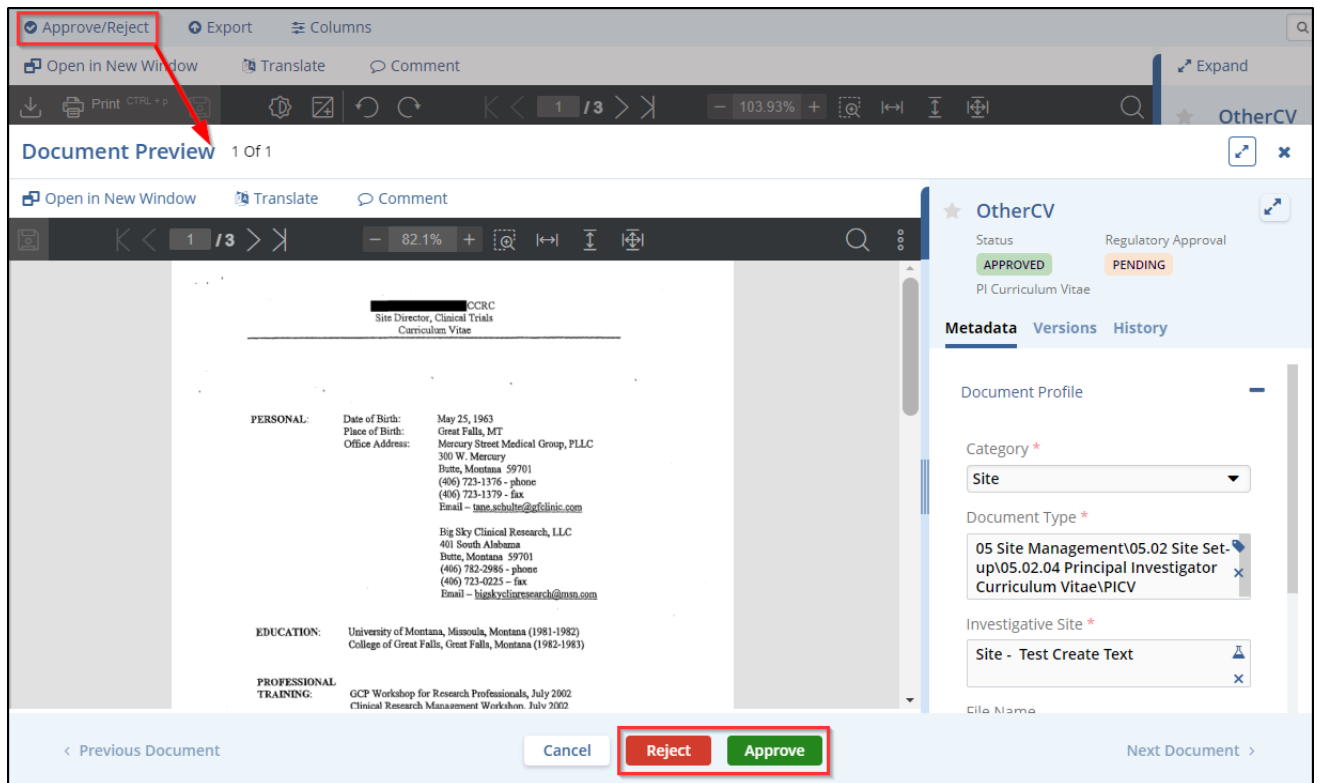 Approve/Reject Export Columns
Open in New Window Translate Comment Expand
Print CTRL + p 1 /3 103.93% OtherCV
Document Preview 1 Of 1
Open in New Window Translate Comment
1 /3 82.1%
CCRC
Site Director, Clinical Trials
Curriculum Vitae
PERSONAL: Date of Birth: May 25, 1963
Place of Birth: Great Falls, MT
Office Address: Mercury Street Medical Group, PLLC
300 W. Mercury
Butte, Montana 59701
(406) 723-1376 - phone
(406) 723-1379 - fax
Email – tane.schulte@gfclinic.com
Big Sky Clinical Research, LLC
401 South Alabama
Butte, Montana 59701
(406) 782-2986 - phone
(406) 723-0225 – fax
Email – bigskyclinresearch@msn.com
EDUCATION: University of Montana, Missoula, Montana (1981-1982)
College of Great Falls, Great Falls, Montana (1982-1983)
PROFESSIONAL
TRAINING: GCP Workshop for Research Professionals, July 2002
Clinical Research Management Workshop, July 2002
OtherCV
Status Regulatory Approval
APPROVED PENDING
PI Curriculum Vitae
Metadata Versions History
Document Profile
Category *
Site
Document Type *
05 Site Management\05.02 Site Set-
up\05.02.04 Principal Investigator
Curriculum Vitae\PICV
Investigative Site *
Site - Test Create Text
File Name
< Previous Document Cancel Reject Approve Next Document >